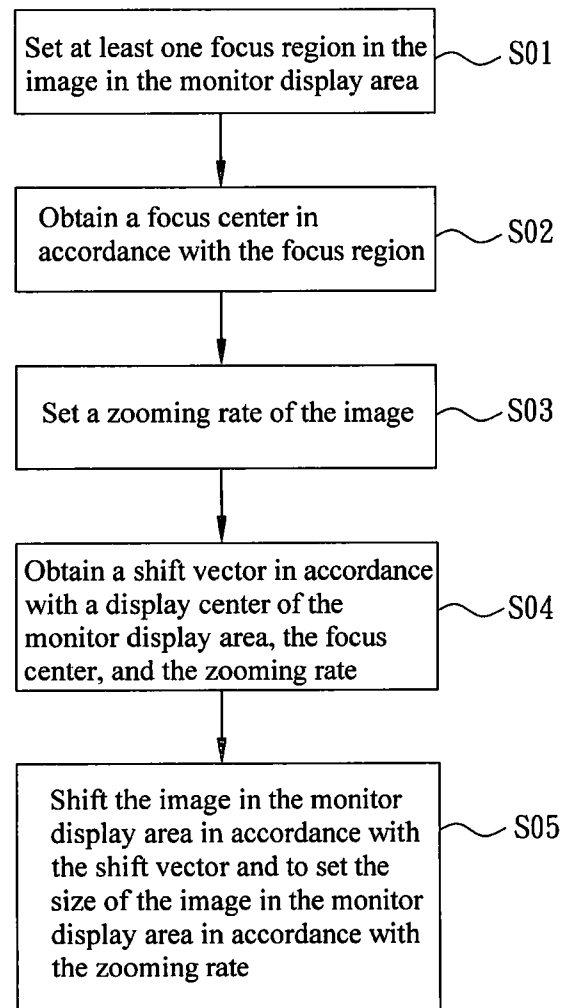 Set at least one focus region in the
image in the monitor display area
S01
Obtain a focus center in
accordance with the focus region
S02
Set a zooming rate of the image
S03
Obtain a shift vector in accordance
with a display center of the
monitor display area, the focus
center, and the zooming rate
S04
Shift the image in the monitor
display area in accordance with
the shift vector and to set the
size of the image in the monitor
display area in accordance with
the zooming rate
S05